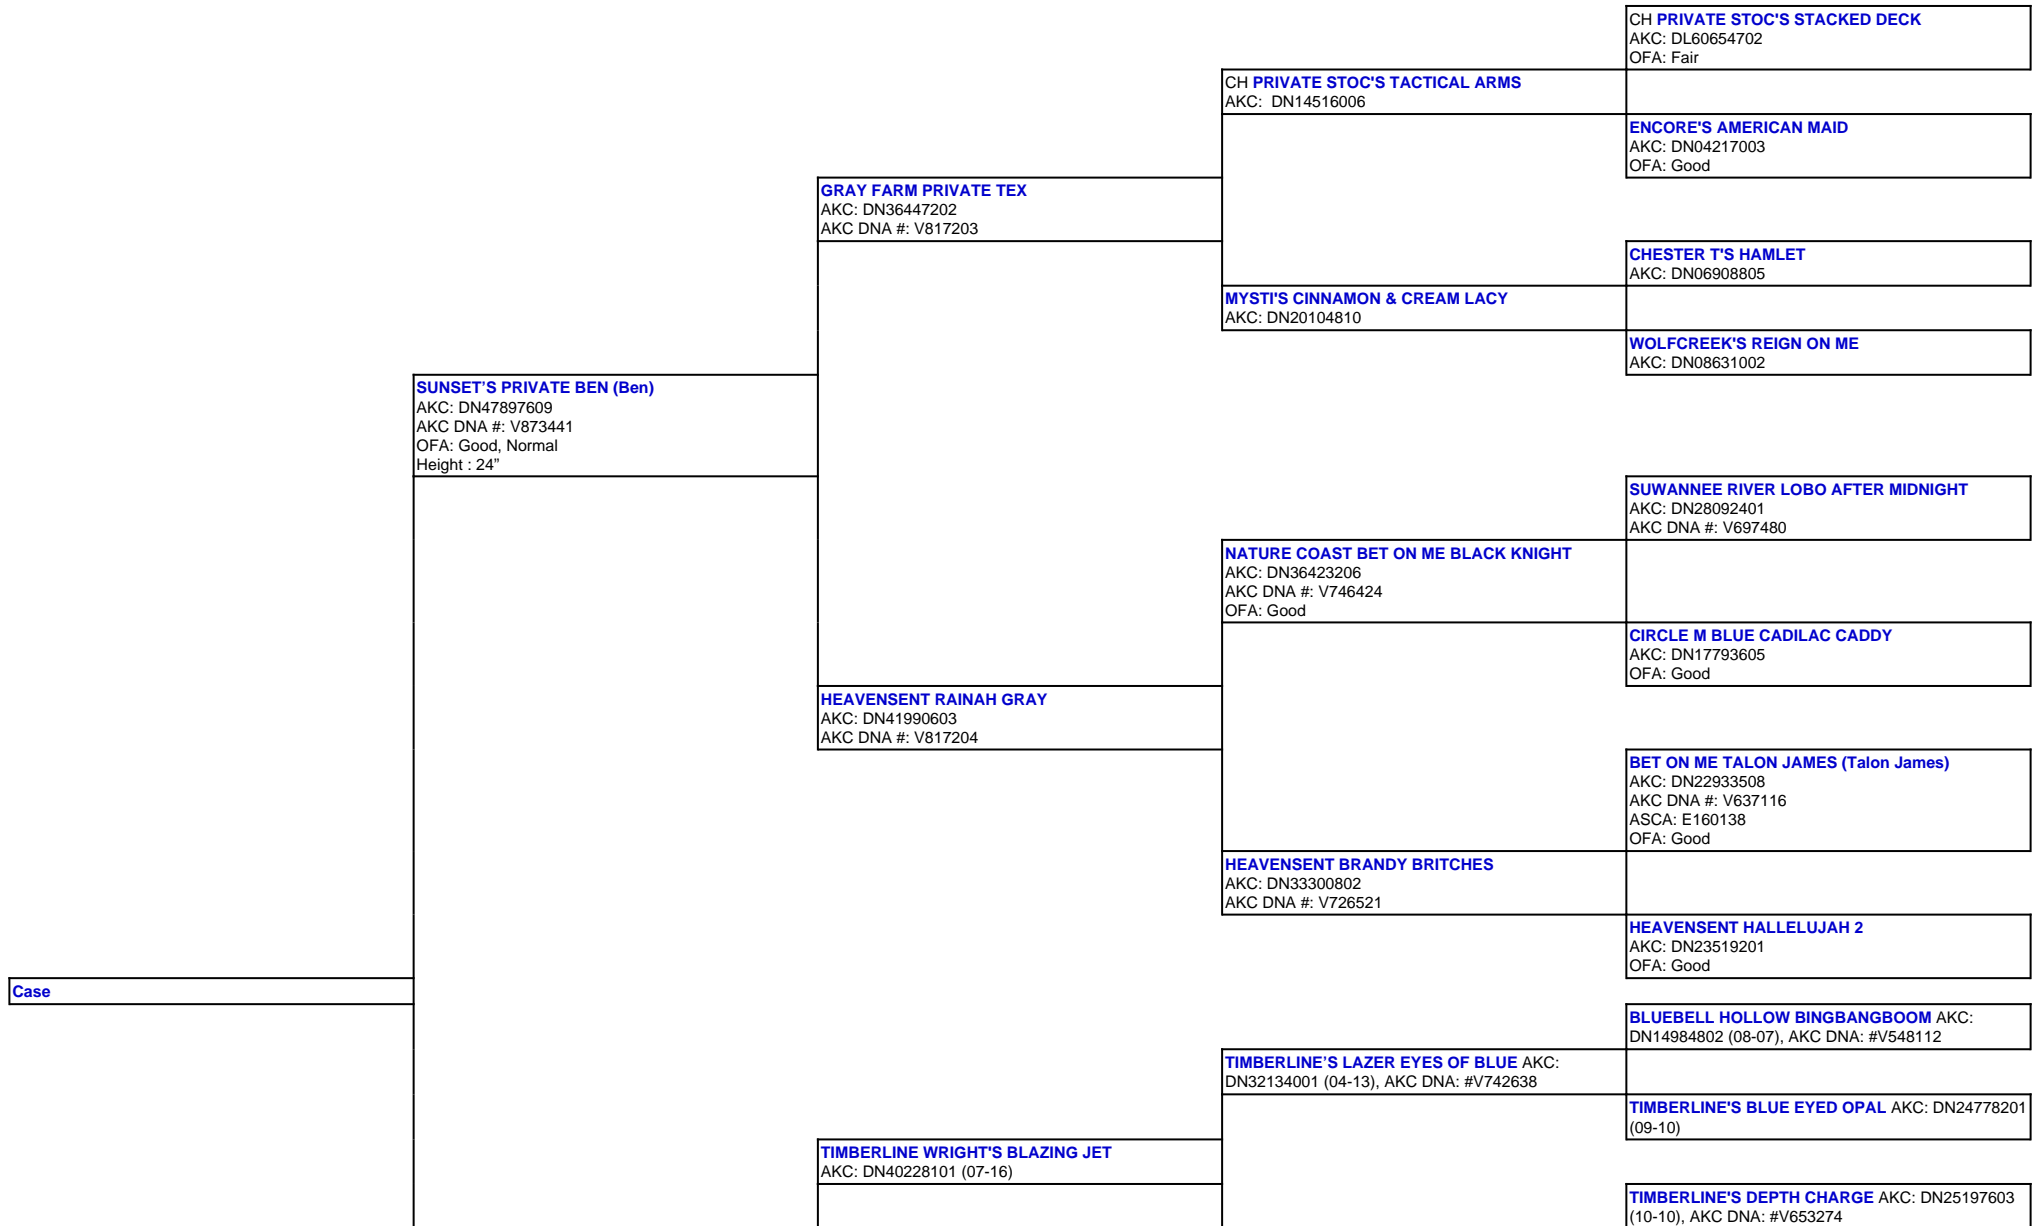 CH PRIVATE STOC'S STACKED DECK
AKC: DL60654702
OFA: Fair
CH PRIVATE STOC'S TACTICAL ARMS
AKC:  DN14516006
ENCORE'S AMERICAN MAID
AKC: DN04217003
OFA: Good
GRAY FARM PRIVATE TEX
AKC: DN36447202
AKC DNA #: V817203
CHESTER T'S HAMLET
AKC: DN06908805
MYSTI'S CINNAMON & CREAM LACY
AKC: DN20104810
WOLFCREEK'S REIGN ON ME
AKC: DN08631002
SUNSET’S PRIVATE BEN (Ben)
AKC: DN47897609
AKC DNA #: V873441
OFA: Good, Normal
Height : 24”
SUWANNEE RIVER LOBO AFTER MIDNIGHT
AKC: DN28092401
AKC DNA #: V697480
NATURE COAST BET ON ME BLACK KNIGHT
AKC: DN36423206
AKC DNA #: V746424
OFA: Good
CIRCLE M BLUE CADILAC CADDY
AKC: DN17793605
OFA: Good
HEAVENSENT RAINAH GRAY
AKC: DN41990603
AKC DNA #: V817204
BET ON ME TALON JAMES (Talon James)
AKC: DN22933508
AKC DNA #: V637116
ASCA: E160138
OFA: Good
HEAVENSENT BRANDY BRITCHES
AKC: DN33300802
AKC DNA #: V726521
HEAVENSENT HALLELUJAH 2
AKC: DN23519201
OFA: Good
Case
BLUEBELL HOLLOW BINGBANGBOOM AKC:
DN14984802 (08-07), AKC DNA: #V548112
TIMBERLINE’S LAZER EYES OF BLUE AKC:
DN32134001 (04-13), AKC DNA: #V742638
TIMBERLINE'S BLUE EYED OPAL AKC: DN24778201
(09-10)
TIMBERLINE WRIGHT'S BLAZING JET
AKC: DN40228101 (07-16)
TIMBERLINE'S DEPTH CHARGE AKC: DN25197603
(10-10), AKC DNA: #V653274